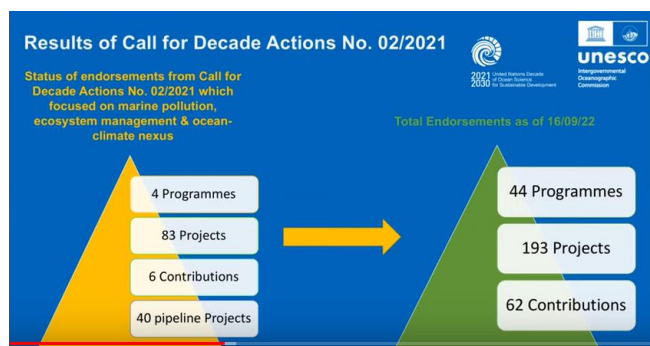 Results of Call for Decade Actions No. 02/2021
2021
2030
United Nations Decade
of Ocean Science
for Sustainable Development
unesco
Intergovernmental
Oceanographic
Commission
Status of endorsements from Call for
Decade Actions No. 02/2021 which
focused on marine pollution,
ecosystem management & ocean-
climate nexus
Total Endorsements as of 16/09/22
4 Programmes
83 Projects
6 Contributions
40 pipeline Projects
44 Programmes
193 Projects
62 Contributions